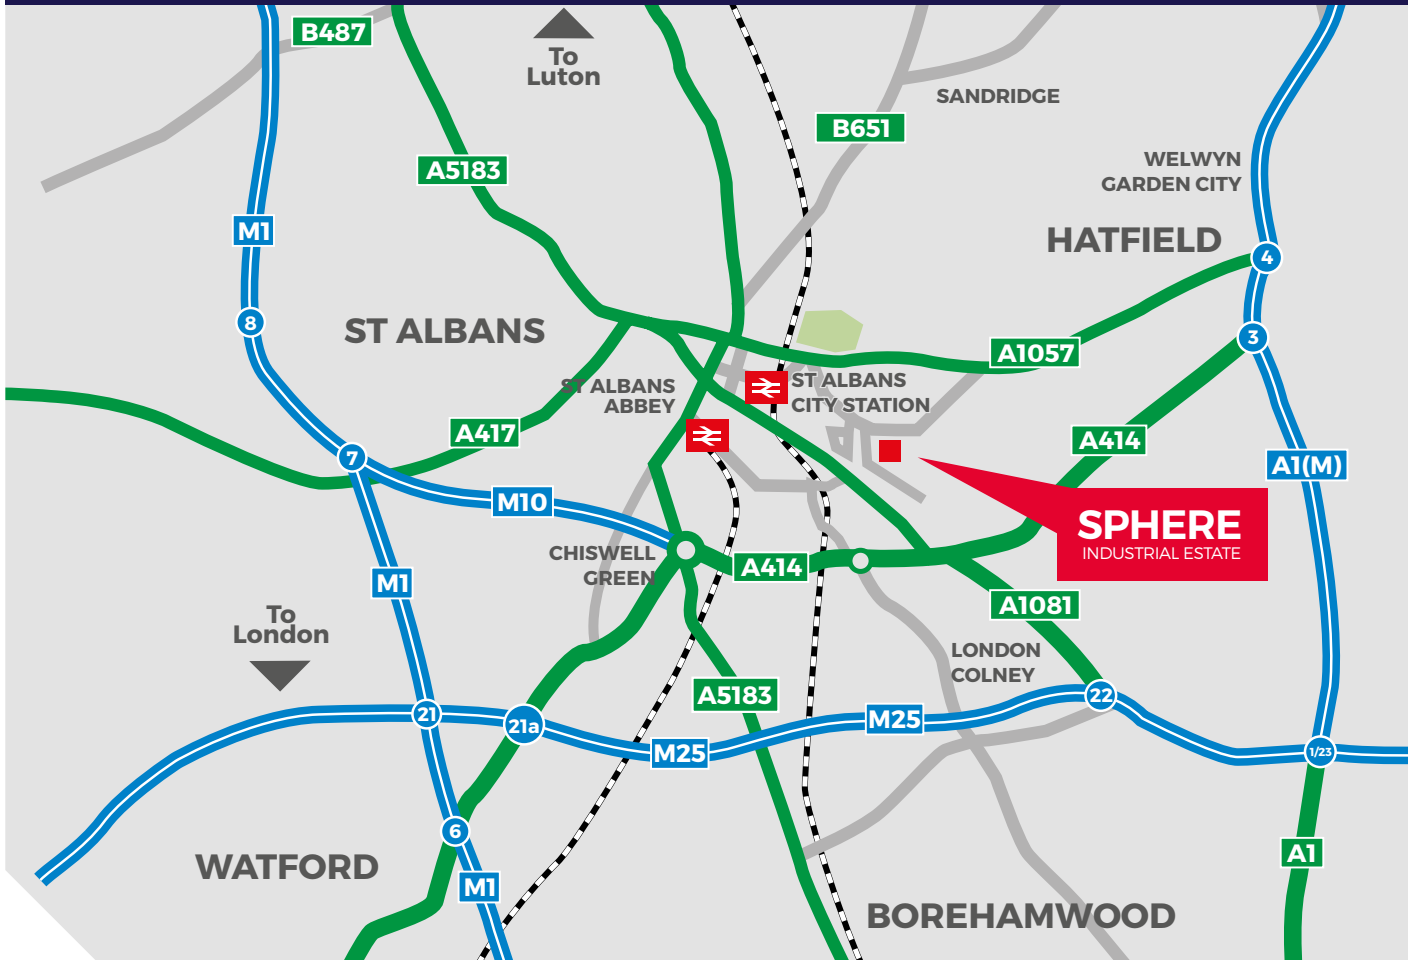 B487
To
Luton
SANDRIDGE
B651
A5183
WELWYN
GARDEN CITY
M1
HATFIELD
4
8
ST ALBANS
3
A1057
ST ALBANS
ABBEY
ST ALBANS
CITY STATION
A417
A414
7
A1(M)
M10
SPHERE
INDUSTRIAL ESTATE
CHISWELL
GREEN
A414
M1
A1081
To
London
LONDON
COLNEY
A5183
22
21
21a
M25
M25
1/23
6
A1
WATFORD
M1
BOREHAMWOOD